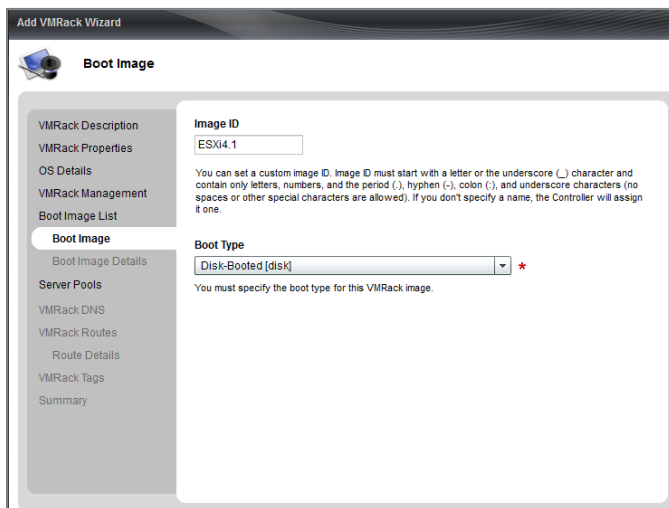 Add VMRack Wizard
Boot Image
VMRack Description
VMRack Properties
OS Details
VMRack Management
Boot Image List
Boot Image
Boot Image Details
Server Pools
VMRack DNS
VMRack Routes
Route Details
VMRack Tags
Summary
Image ID
ESXi4.1
You can set a custom image ID. Image ID must start with a letter or the underscore (_) character and
contain only letters, numbers, and the period (.), hyphen (-), colon (:), and underscore characters (no
spaces or other special characters are allowed). If you don't specify a name, the Controller will assign
it one.
Boot Type
Disk-Booted [disk] *
You must specify the boot type for this VMRack image.